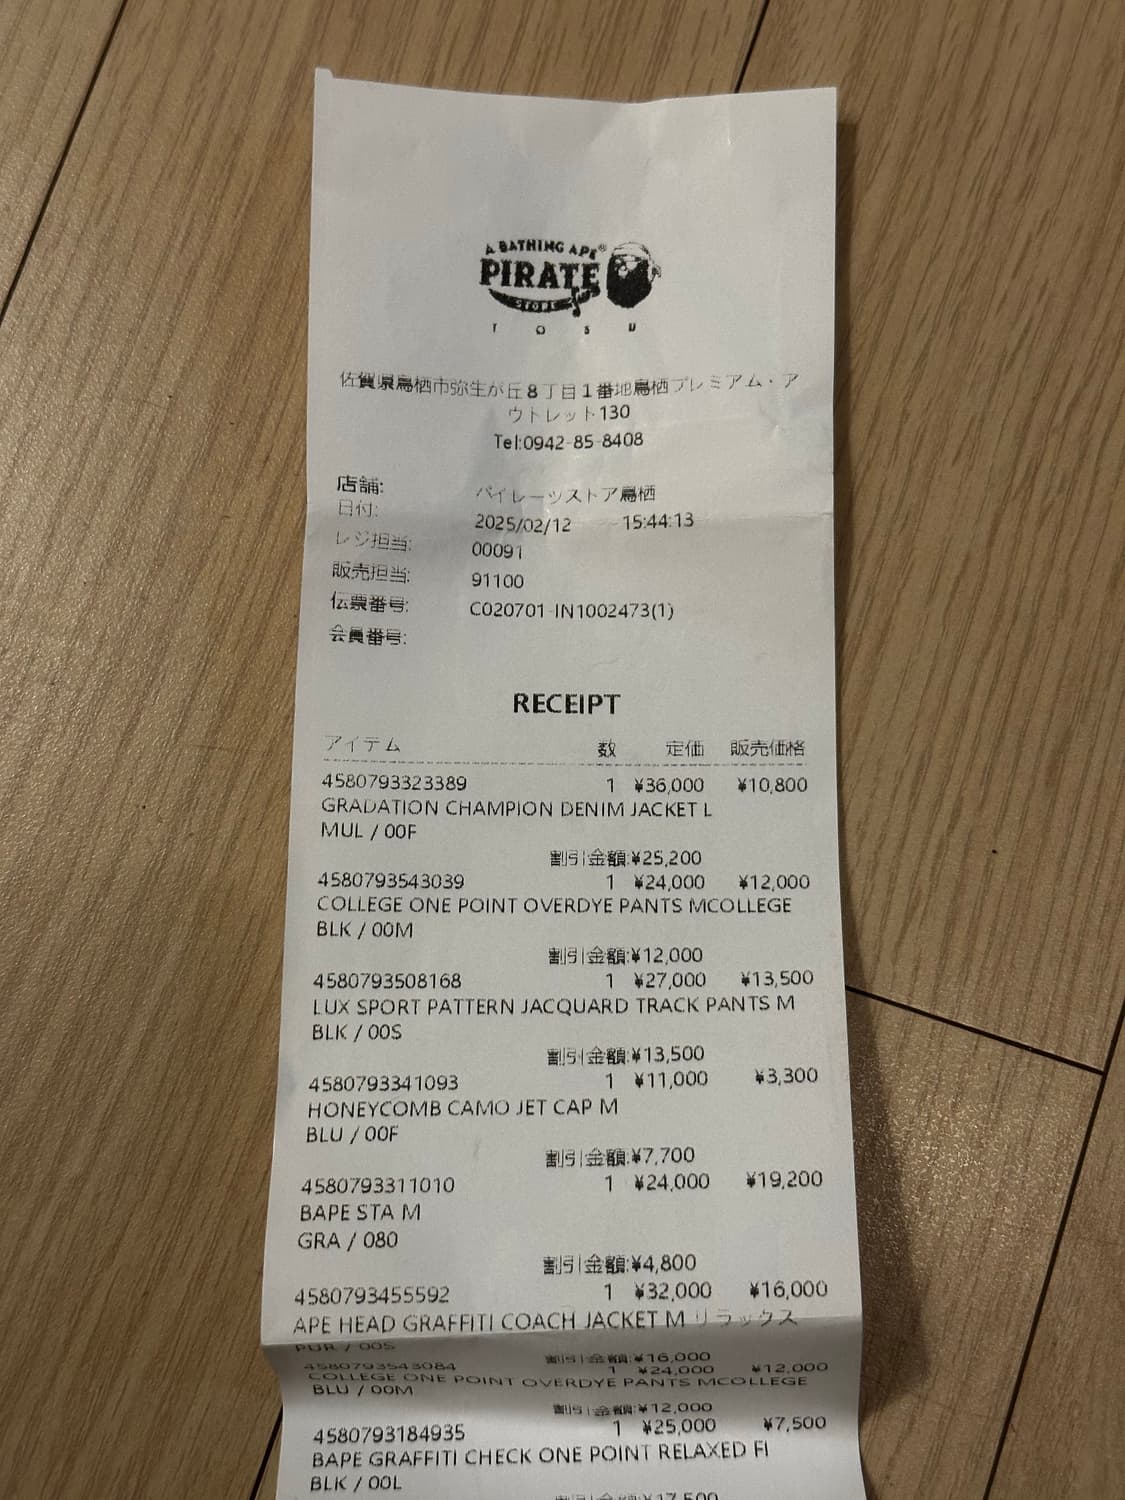 A BATHING APE®
PIRATE
STORE
TOSU
佐賀県鳥栖市弥生が丘8丁目1番地鳥栖プレミアム・ア
ウトレット130
Tel:0942-85-8408
店舗: パイレーツストア鳥栖
日付: 2025/02/12 15:44:13
レジ担当: 00091
販売担当: 91100
伝票番号: C020701-IN1002473(1)
会員番号:
RECEIPT
アイテム 数 定価 販売価格
4580793323389 1 ¥36,000 ¥10,800
GRADATION CHAMPION DENIM JACKET L
MUL / 00F
割引金額:¥25,200
4580793543039 1 ¥24,000 ¥12,000
COLLEGE ONE POINT OVERDYE PANTS MCOLLEGE
BLK / 00M
割引金額:¥12,000
4580793508168 1 ¥27,000 ¥13,500
LUX SPORT PATTERN JACQUARD TRACK PANTS M
BLK / 00S
割引金額:¥13,500
4580793341093 1 ¥11,000 ¥3,300
HONEYCOMB CAMO JET CAP M
BLU / 00F
割引金額:¥7,700
4580793311010 1 ¥24,000 ¥19,200
BAPE STA M
GRA / 080
割引金額:¥4,800
4580793455592 1 ¥32,000 ¥16,000
APE HEAD GRAFFITI COACH JACKET M リラックス
PUR / 00S
割引金額:¥16,000
4580793543084 1 ¥24,000 ¥12,000
COLLEGE ONE POINT OVERDYE PANTS MCOLLEGE
BLU / 00M
割引金額:¥12,000
4580793184935 1 ¥25,000 ¥7,500
BAPE GRAFFITI CHECK ONE POINT RELAXED FI
BLK / 00L
割引金額:¥17,500